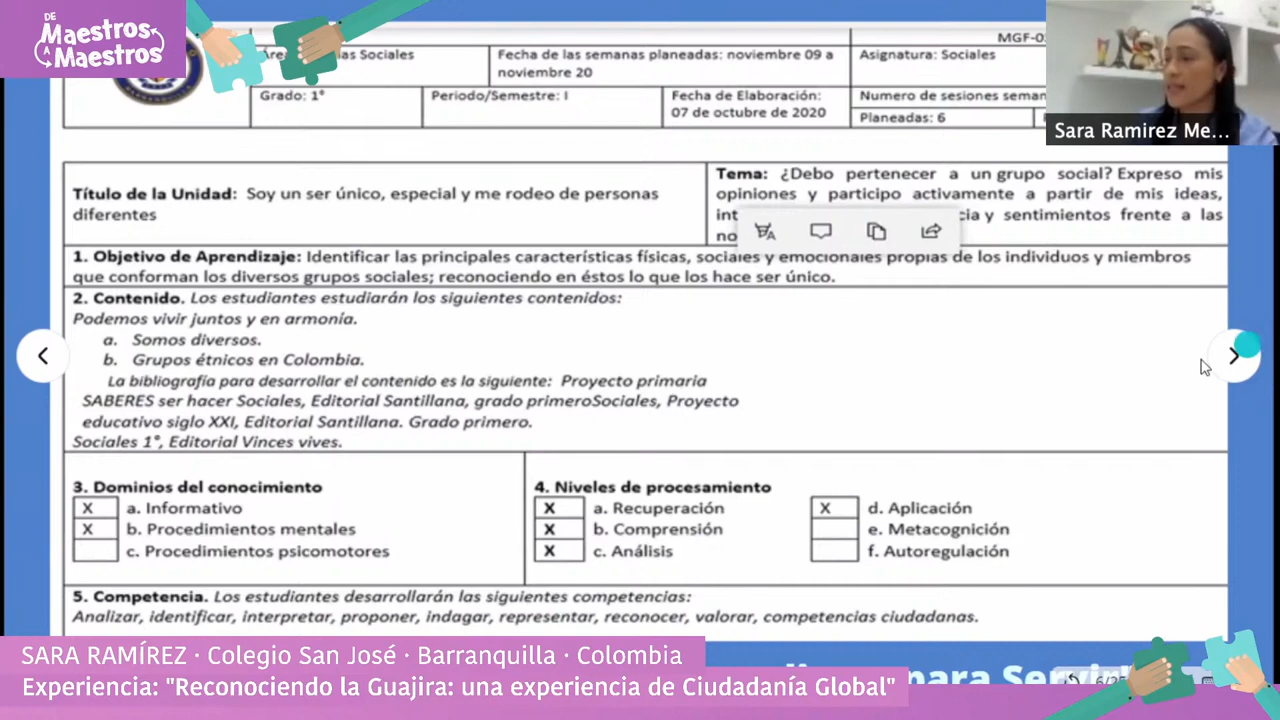 DE
Maestros
A
Maestros
MGF-0
Sociales
Fecha de las semanas planeadas: noviembre 09 a
noviembre 20
Asignatura: Sociales
Grado: 1°
Periodo/Semestre: I
Fecha de Elaboración:
07 de octubre de 2020
Numero de sesiones
Planeadas: 6
Sara Ramirez Me...
Título de la Unidad: Soy un ser único, especial y me rodeo de personas
diferentes
Tema: ¿Debo pertenecer a un grupo social? Expreso mis
opiniones y participo activamente a partir de mis ideas,
y sentimientos frente a las
1. Objetivo de Aprendizaje: Identificar las principales características físicas, sociales y emocionales propias de los individuos y miembros
que conforman los diversos grupos sociales; reconociendo en éstos lo que los hace ser único.
2. Contenido. Los estudiantes estudiarán los siguientes contenidos:
Podemos vivir juntos y en armonía.
a. Somos diversos.
b. Grupos étnicos en Colombia.
La bibliografía para desarrollar el contenido es la siguiente: Proyecto primaria
SABERES ser hacer Sociales, Editorial Santillana, grado primeroSociales, Proyecto
educativo siglo XXI, Editorial Santillana. Grado primero.
Sociales 1°, Editorial Vinces vives.
3. Dominios del conocimiento
X a. Informativo
X b. Procedimientos mentales
c. Procedimientos psicomotores
4. Niveles de procesamiento
X a. Recuperación
X b. Comprensión
X c. Análisis
X d. Aplicación
e. Metacognición
f. Autoregulación
5. Competencia. Los estudiantes desarrollarán las siguientes competencias:
Analizar, identificar, interpretar, proponer, indagar, representar, reconocer, valorar, competencias ciudadanas.
para
SARA RAMÍREZ · Colegio San José · Barranquilla · Colombia
Experiencia: "Reconociendo la Guajira: una experiencia de Ciudadanía Global"